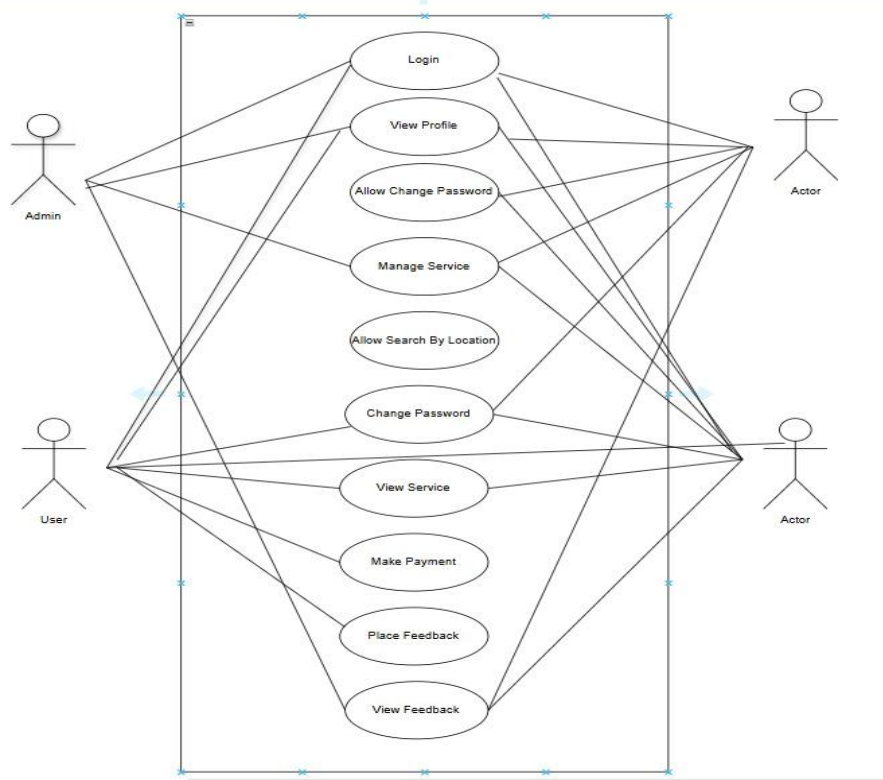 Login
View Profile
Allow Change Password
Manage Service
Allow Search By Location
Change Password
View Service
Make Payment
Place Feedback
View Feedback
Admin
User
Actor
Actor